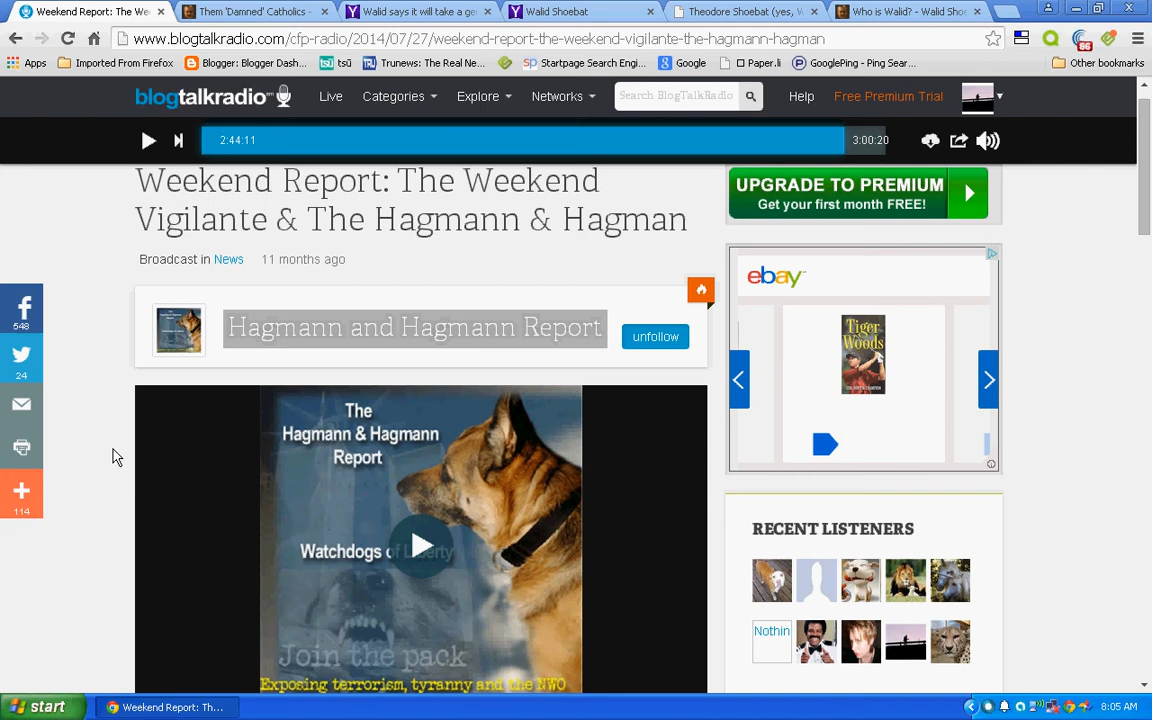 Weekend Report: The We
Them 'Damned' Catholics -
Walid says it will take a ge
Walid Shoebat
Theodore Shoebat (yes, W
Who is Walid? - Walid Sho
www.blogtalkradio.com/cfp-radio/2014/07/27/weekend-report-the-weekend-vigilante-the-hagmann-hagman
86
Apps
Imported From Firefox
Blogger: Blogger Dash...
tsū
Trunews: The Real Ne...
Startpage Search Engi...
Google
Paper.li
GooglePing - Ping Sear...
Other bookmarks
blogtalkradio
Live
Categories
Explore
Networks
Search BlogTalkRadio
Help
Free Premium Trial
2:44:11
3:00:20
Weekend Report: The Weekend
Vigilante & The Hagmann & Hagman
Broadcast in News 11 months ago
Hagmann and Hagmann Report
unfollow
548
24
114
The
Hagmann & Hagmann
Report
Watchdogs of Liberty
Join the pack
Exposing terrorism, tyranny and the NWO
UPGRADE TO PREMIUM
Get your first month FREE!
ebay
Tiger
Woods
RECENT LISTENERS
Nothin
start
Weekend Report: Th...
8:05 AM